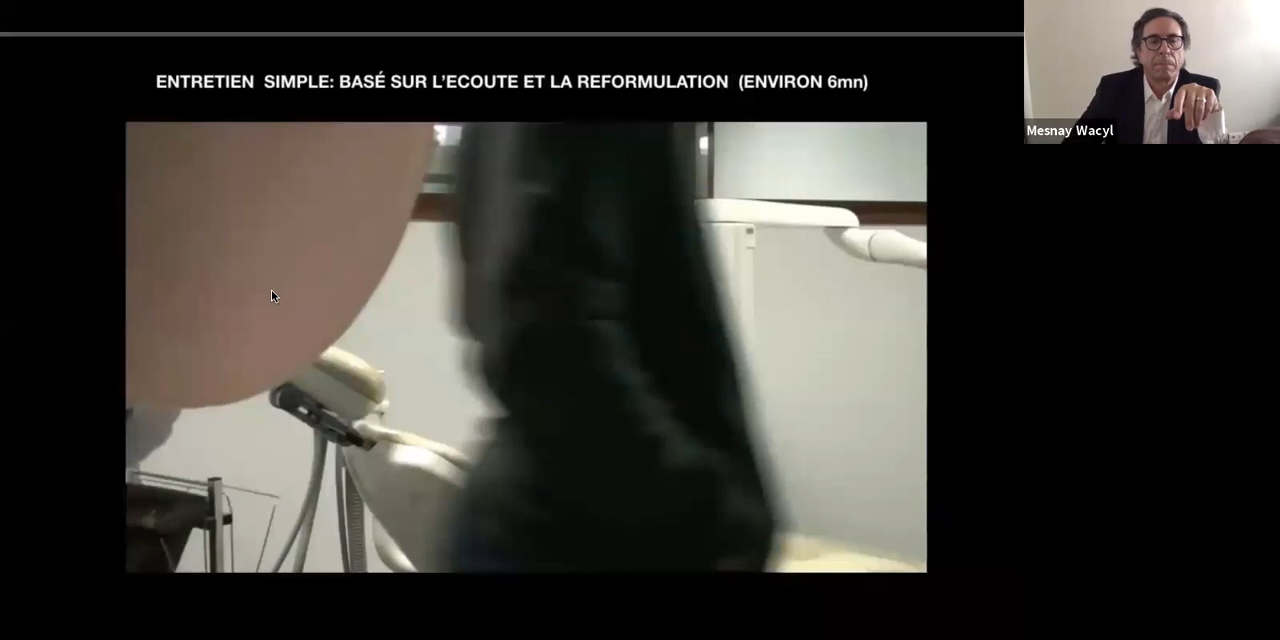 ENTRETIEN SIMPLE: BASÉ SUR L'ECOUTE ET LA REFORMULATION (ENVIRON 6mn)
Mesnay Wacyl